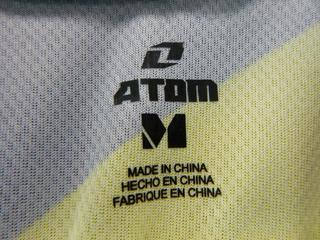 ATOM
M
MADE IN CHINA
HECHO EN CHINA
FABRIQUE EN CHINA